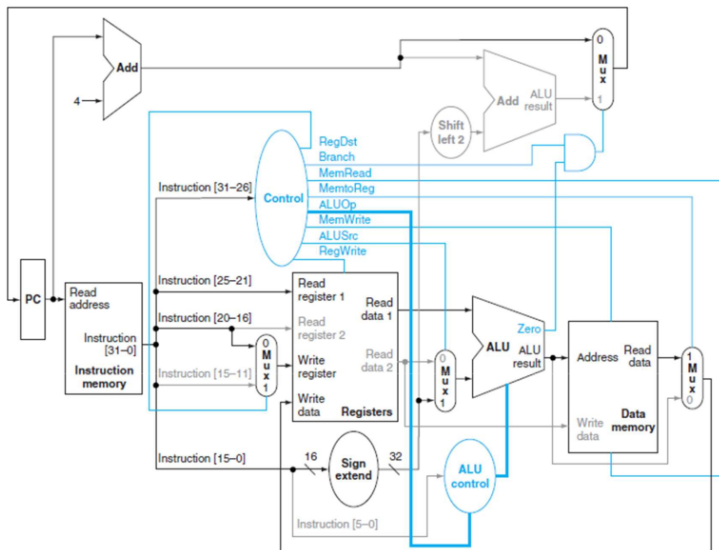 0
M
u
x
1
Add
4
Add
ALU
result
Shift
left 2
RegDst
Branch
MemRead
MemtoReg
ALUOp
MemWrite
ALUSrc
RegWrite
Control
Instruction [31–26]
Instruction [25–21]
Instruction [20–16]
Instruction [15–11]
Instruction [15–0]
Instruction [5–0]
PC
Read
address
Instruction
[31–0]
Instruction
memory
0
M
u
x
1
Read
register 1
Read
register 2
Write
register
Write
data
Read
data 1
Read
data 2
Registers
0
M
u
x
1
Zero
ALU
ALU
result
Address
Read
data
Write
data
Data
memory
1
M
u
x
0
16
Sign
extend
32
ALU
control